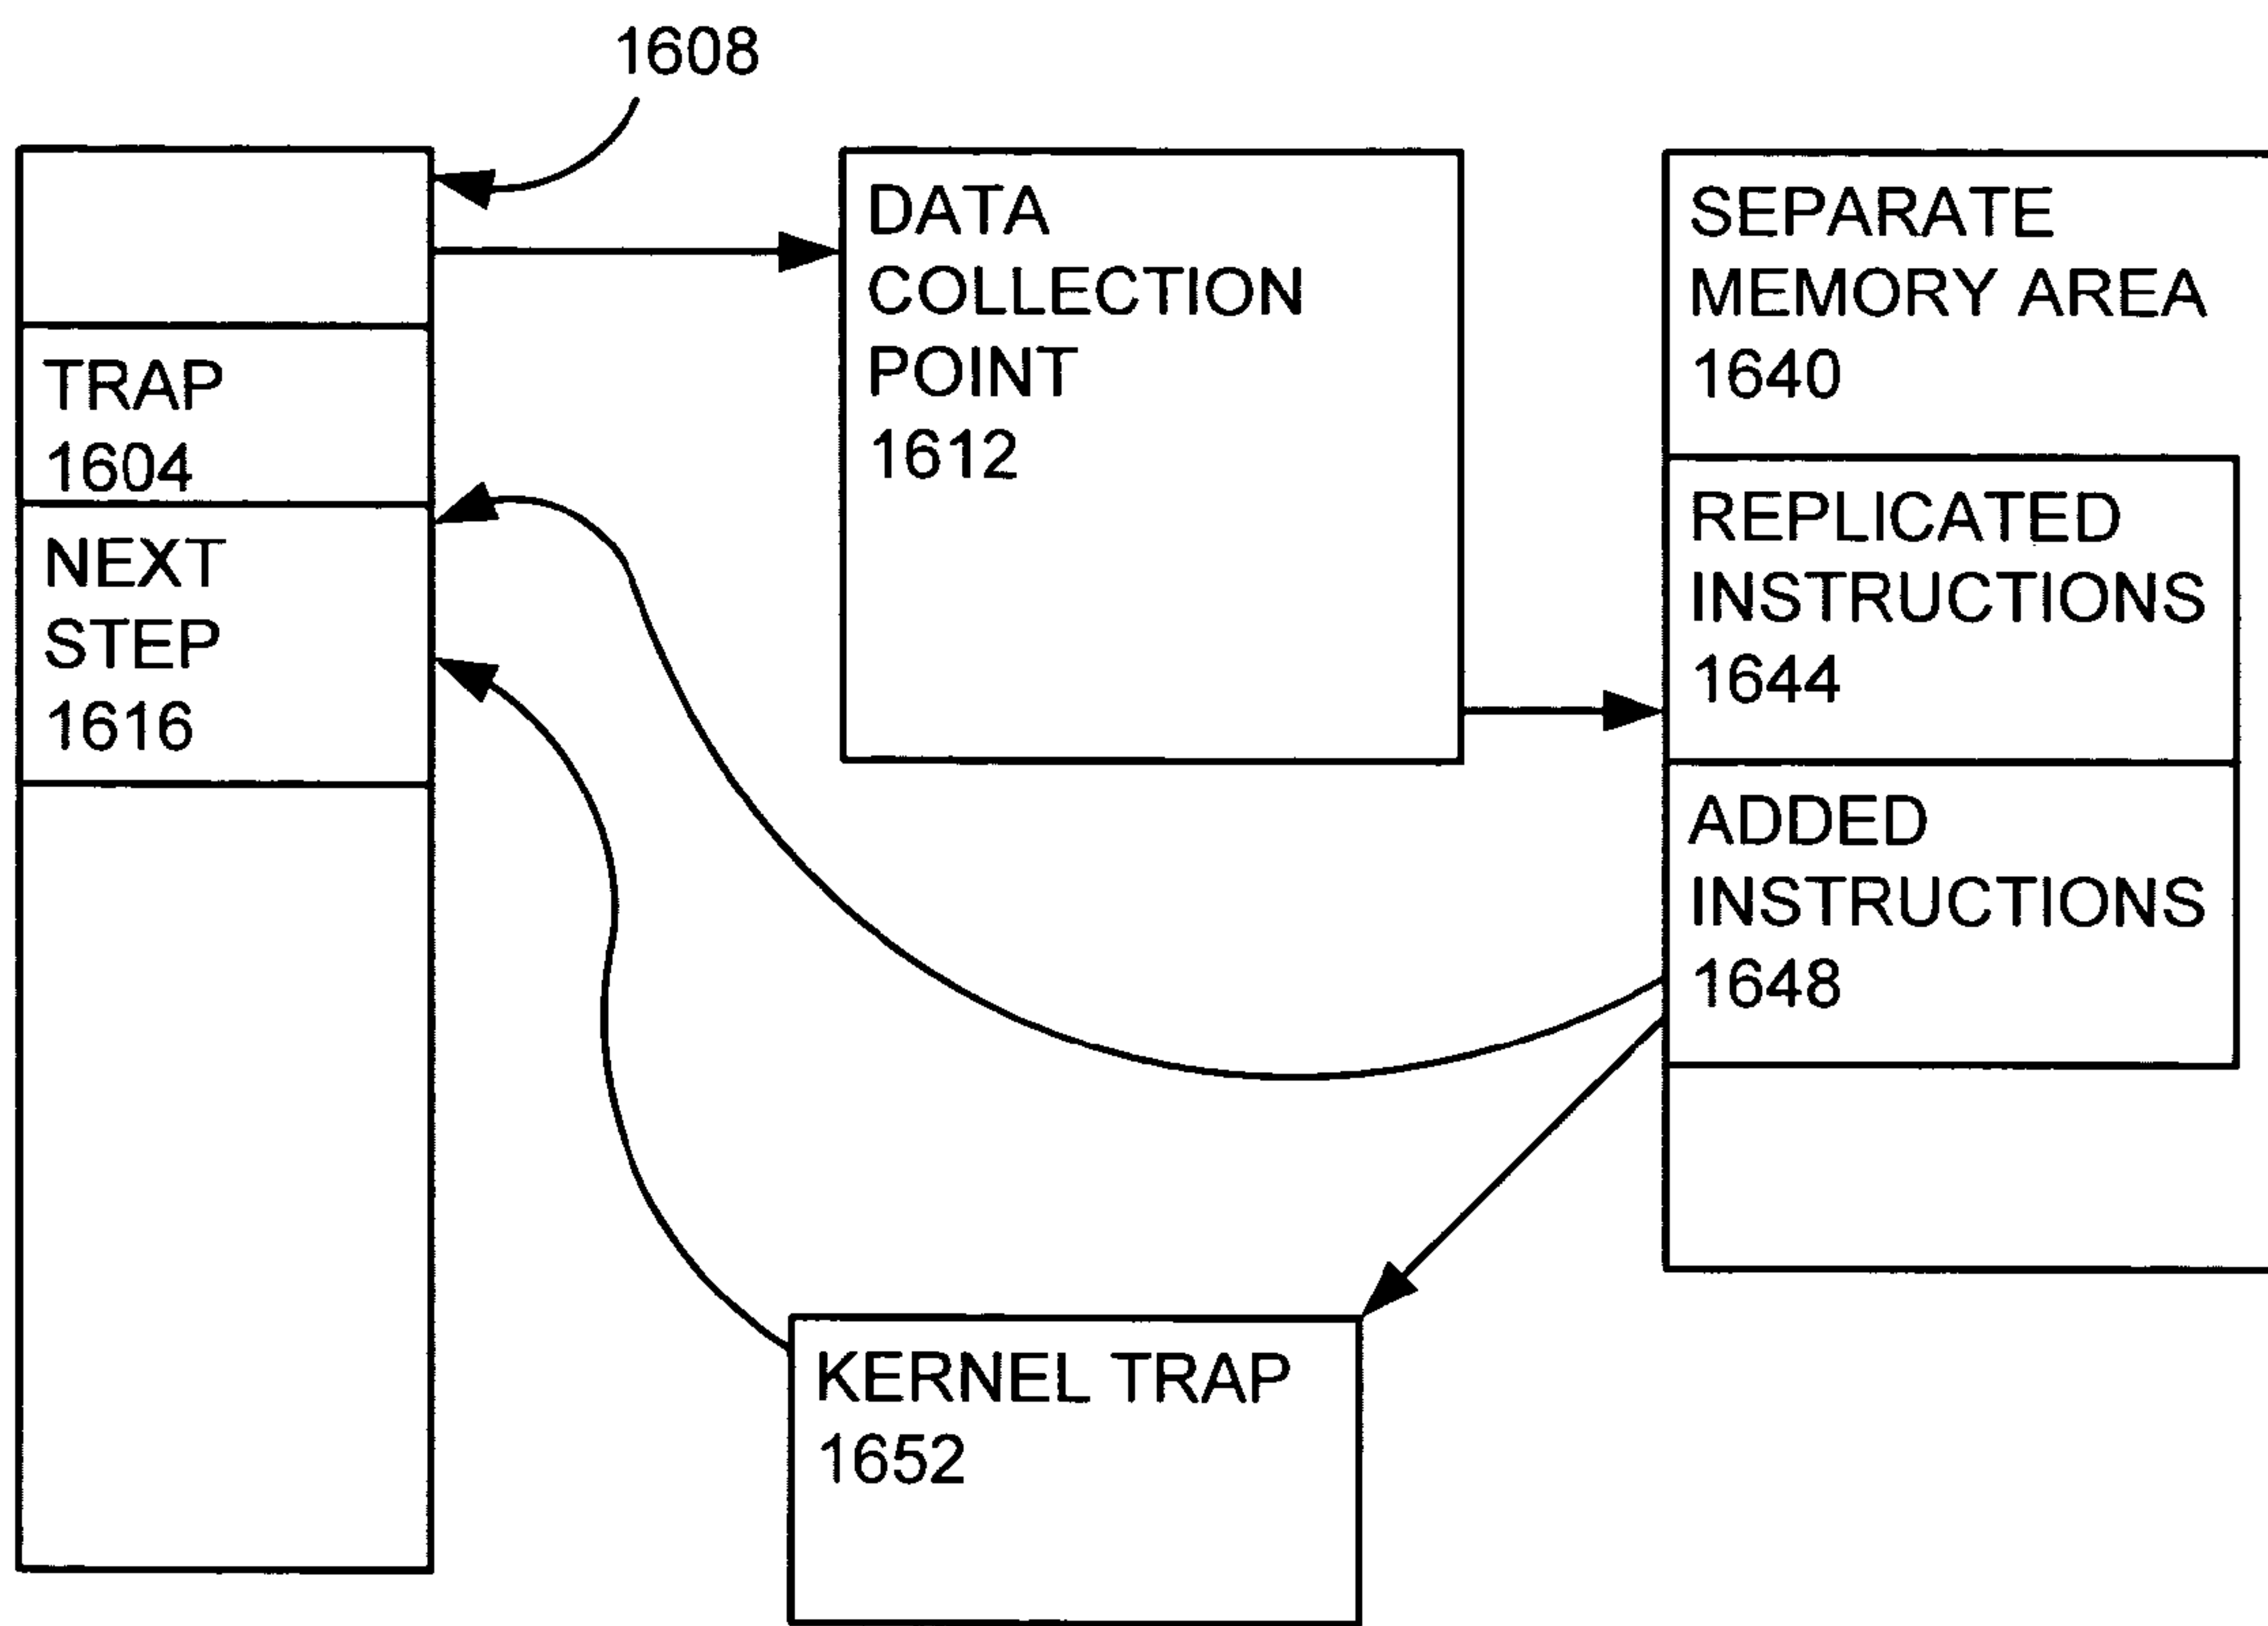 1608
TRAP
1604
NEXT
STEP
1616
DATA
COLLECTION
POINT
1612
SEPARATE
MEMORY AREA
1640
REPLICATED
INSTRUCTIONS
1644
ADDED
INSTRUCTIONS
1648
KERNEL TRAP
1652